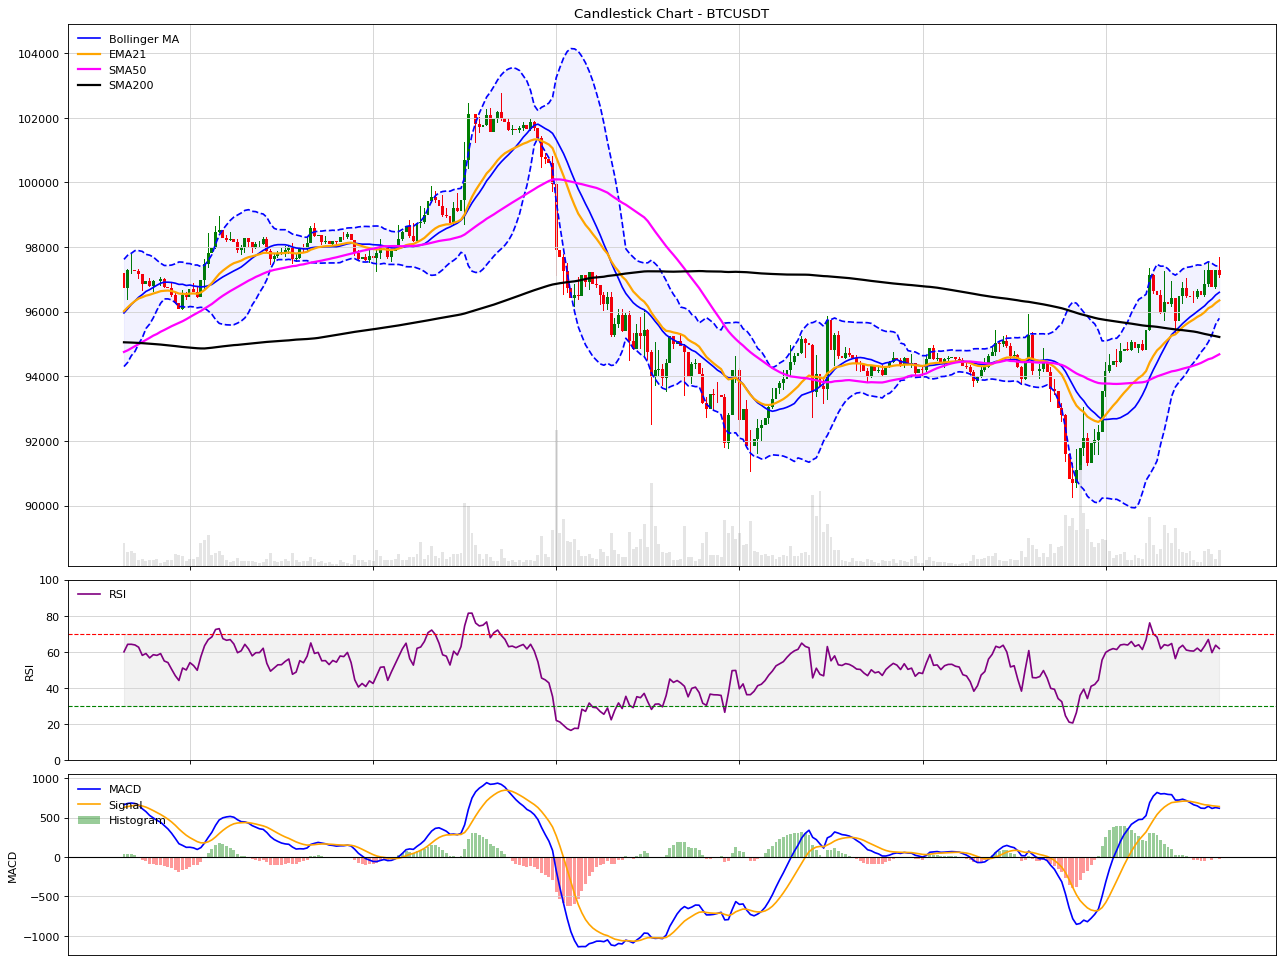 Candlestick Chart - BTCUSDT
Bollinger MA
EMA21
SMA50
SMA200
104000
102000
100000
98000
96000
94000
92000
90000
RSI
RSI
100
80
60
40
20
0
MACD
Signal
Histogram
MACD
1000
500
0
−500
−1000